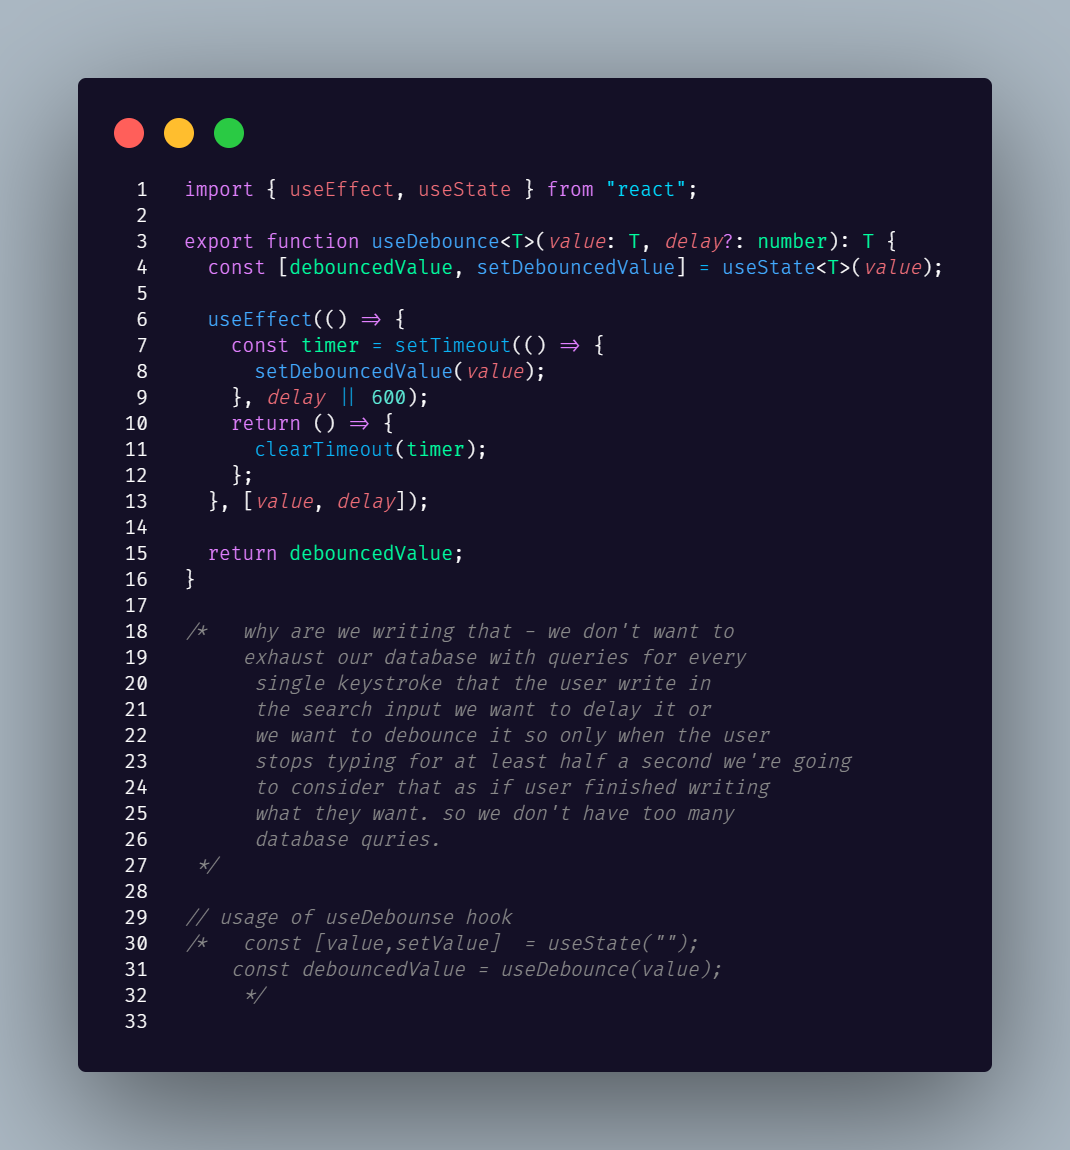 1 import { useEffect, useState } from "react";
2
3 export function useDebounce<T>(value: T, delay?: number): T {
4   const [debouncedValue, setDebouncedValue] = useState<T>(value);
5
6   useEffect(() => {
7     const timer = setTimeout(() => {
8       setDebouncedValue(value);
9     }, delay || 600);
10     return () => {
11       clearTimeout(timer);
12     };
13   }, [value, delay]);
14
15   return debouncedValue;
16 }
17
18 /*   why are we writing that - we don't want to
19      exhaust our database with queries for every
20       single keystroke that the user write in
21       the search input we want to delay it or
22       we want to debounce it so only when the user
23       stops typing for at least half a second we're going
24       to consider that as if user finished writing
25       what they want. so we don't have too many
26       database quries.
27  */
28
29 // usage of useDebounse hook
30 /*   const [value,setValue]  = useState("");
31     const debouncedValue = useDebounce(value);
32      */
33